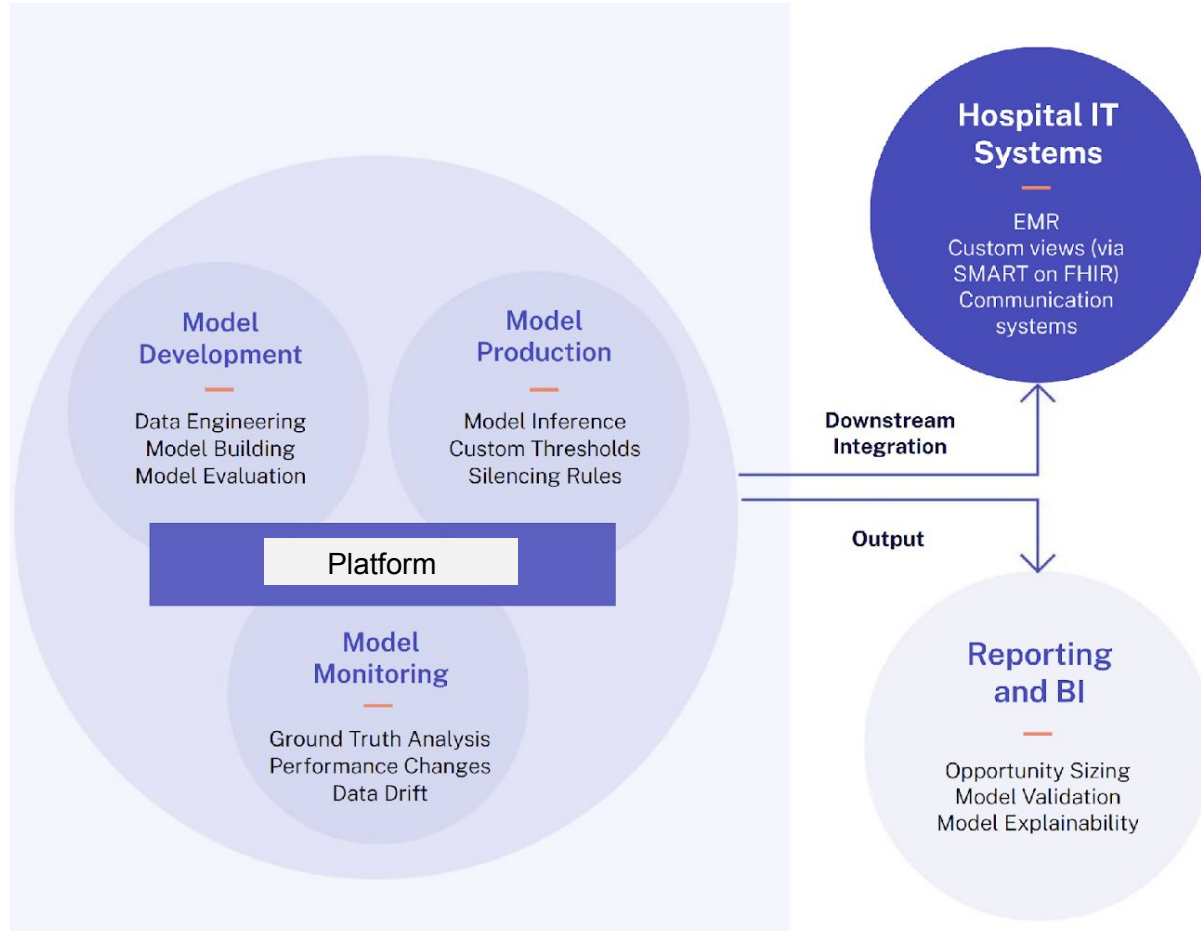 Hospital IT
Systems
EMR
Custom views (via
SMART on FHIR)
Communication
systems
Model
Development
Data Engineering
Model Building
Model Evaluation
Model
Production
Model Inference
Custom Thresholds
Silencing Rules
Platform
Model
Monitoring
Ground Truth Analysis
Performance Changes
Data Drift
Downstream
Integration
Output
Reporting
and BI
Opportunity Sizing
Model Validation
Model Explainability